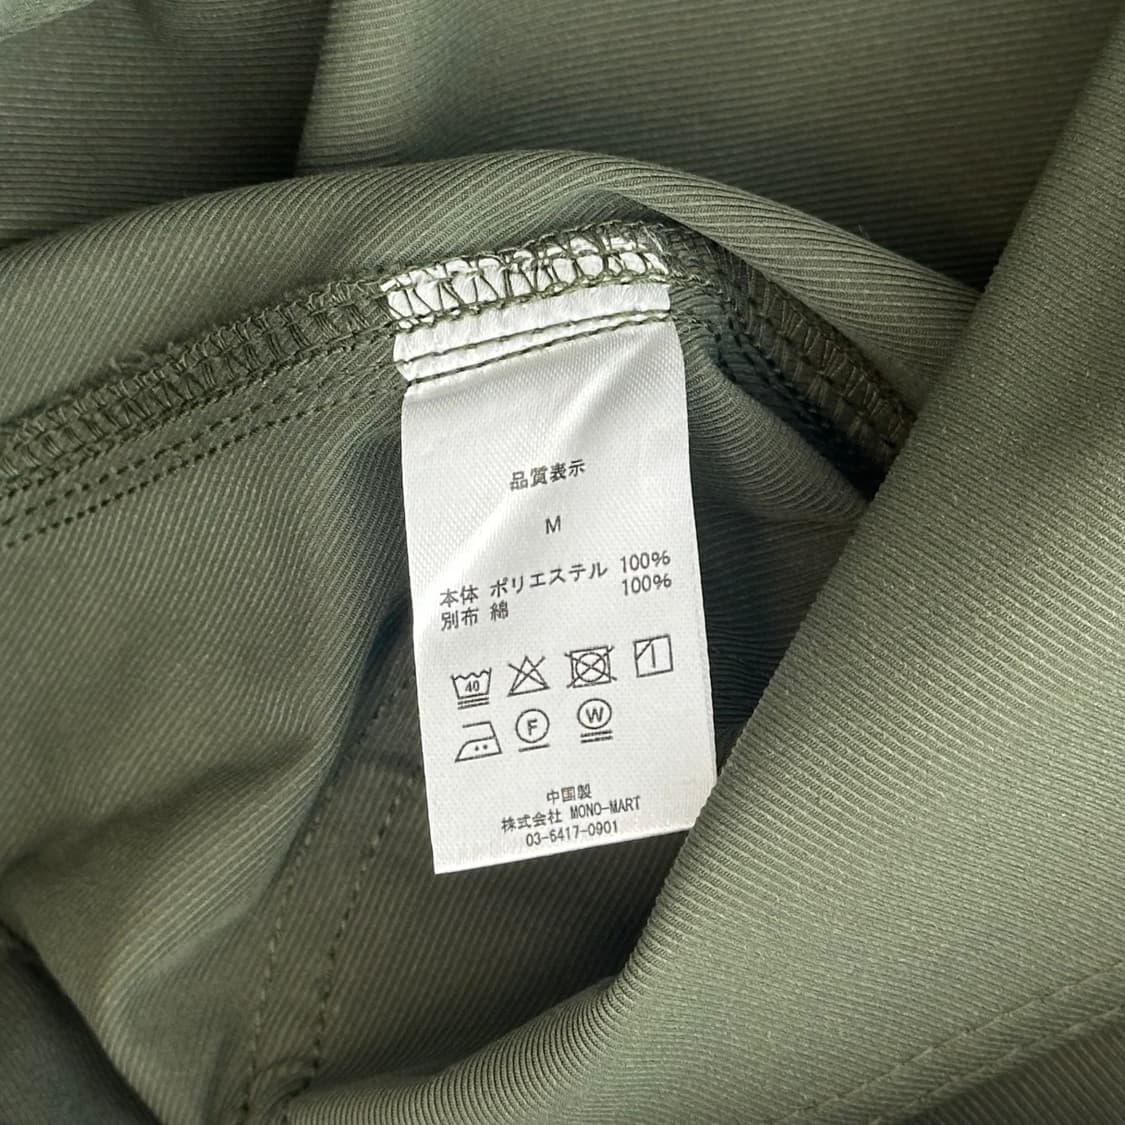 品質表示
M
本体 ポリエステル 100%
別布 綿 100%
40
F W
中国製
株式会社 MONO-MART
03-6417-0901